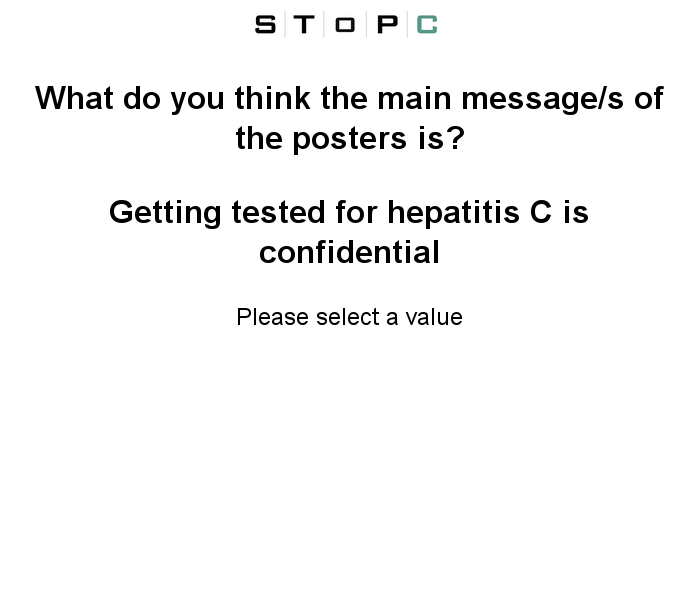 STOPC
What do you think the main message/s of
the posters is?
Getting tested for hepatitis C is
confidential
Please select a value